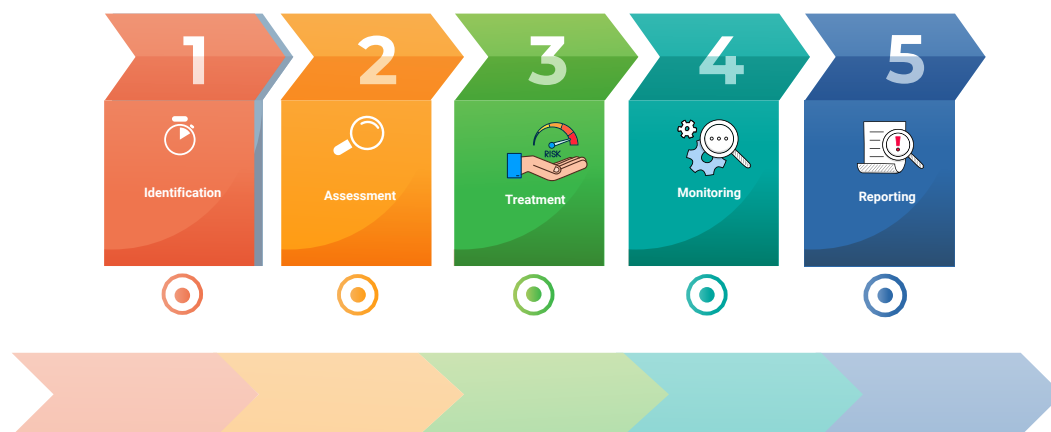 1
2
3
4
5
RISK
Identification
Assessment
Treatment
Monitoring
Reporting